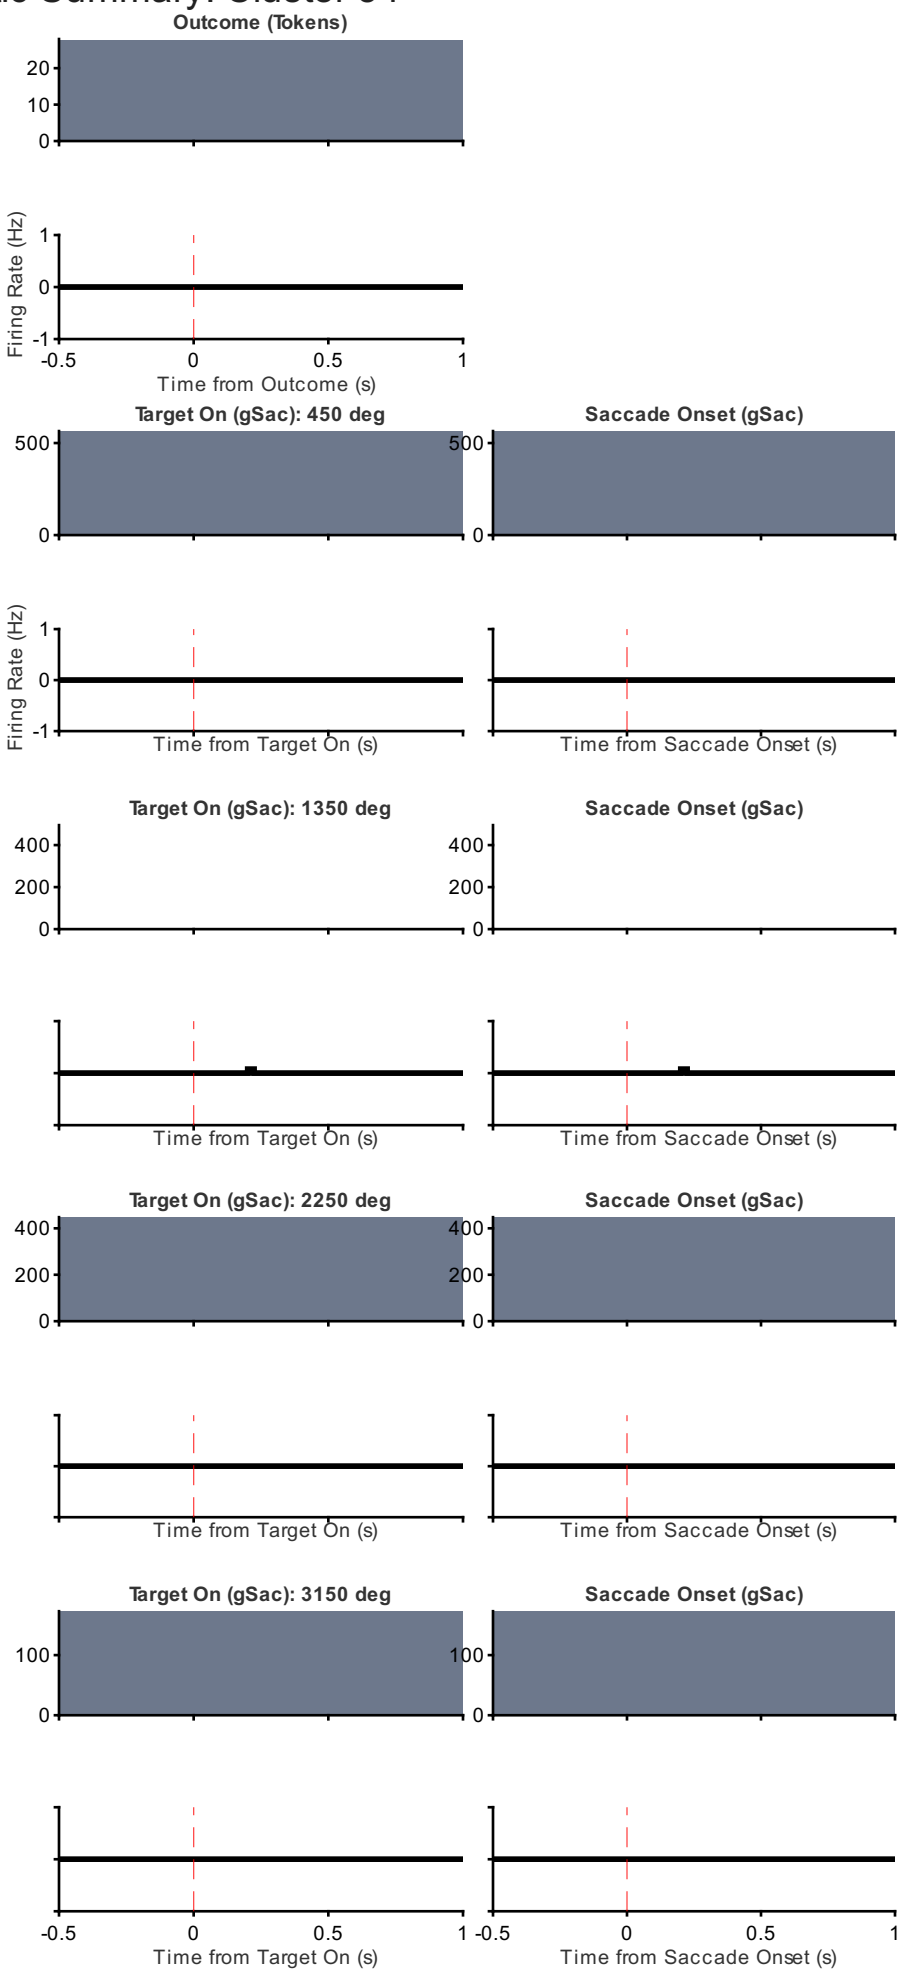 Summary: Cluster
Outcome (Tokens)
20
10
0
Firing Rate (Hz)
1
0
-1
-0.5 0 0.5 1
Time from Outcome (s)
Target On (gSac): 450 deg Saccade Onset (gSac)
500 500
0 0
Firing Rate (Hz)
1
0
-1
Time from Target On (s) Time from Saccade Onset (s)
Target On (gSac): 1350 deg Saccade Onset (gSac)
400 400
200 200
0 0
Time from Target On (s) Time from Saccade Onset (s)
Target On (gSac): 2250 deg Saccade Onset (gSac)
400 400
200 200
0 0
Time from Target On (s) Time from Saccade Onset (s)
Target On (gSac): 3150 deg Saccade Onset (gSac)
100 100
0 0
-0.5 0 0.5 1 -0.5 0 0.5 1
Time from Target On (s) Time from Saccade Onset (s)